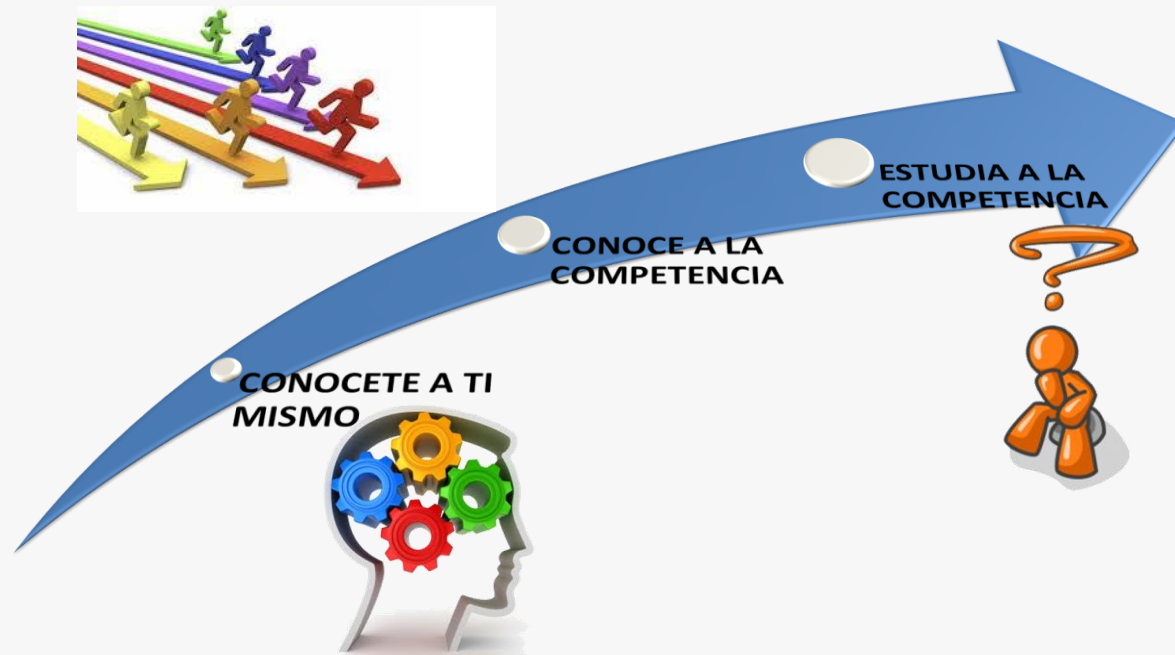 ESTUDIA A LA
COMPETENCIA
CONOCE A LA
COMPETENCIA
CONOCETE A TI
MISMO